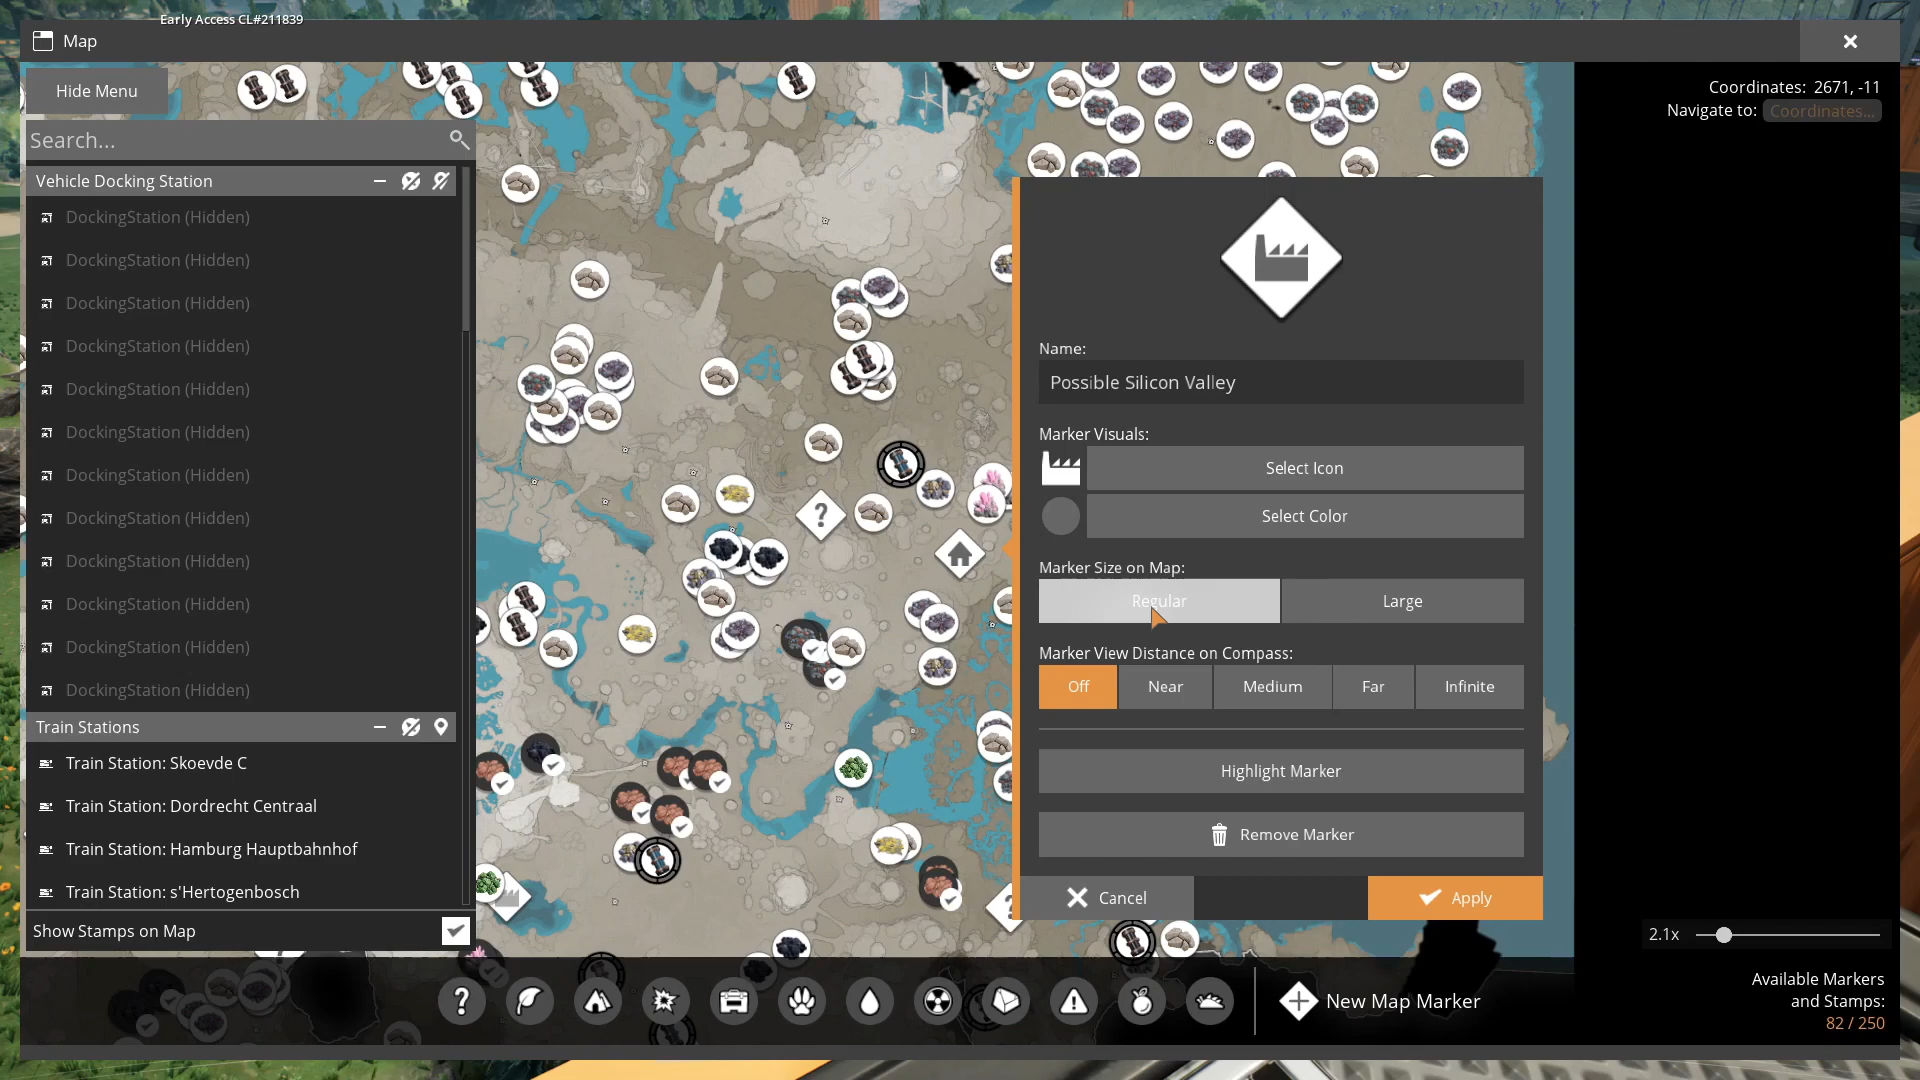 Early Access CL#211839
Map
Hide Menu
Coordinates: 2671, -11
Navigate to: Coordinates...
Search...
Vehicle Docking Station
DockingStation (Hidden)
DockingStation (Hidden)
DockingStation (Hidden)
DockingStation (Hidden)
DockingStation (Hidden)
DockingStation (Hidden)
DockingStation (Hidden)
DockingStation (Hidden)
DockingStation (Hidden)
DockingStation (Hidden)
DockingStation (Hidden)
DockingStation (Hidden)
Train Stations
Train Station: Skoevde C
Train Station: Dordrecht Centraal
Train Station: Hamburg Hauptbahnhof
Train Station: s'Hertogenbosch
Show Stamps on Map
Name:
Possible Silicon Valley
Marker Visuals:
Select Icon
Select Color
Marker Size on Map:
Regular
Large
Marker View Distance on Compass:
Off
Near
Medium
Far
Infinite
Highlight Marker
Remove Marker
Cancel
Apply
2.1x
New Map Marker
Available Markers
and Stamps:
82 / 250